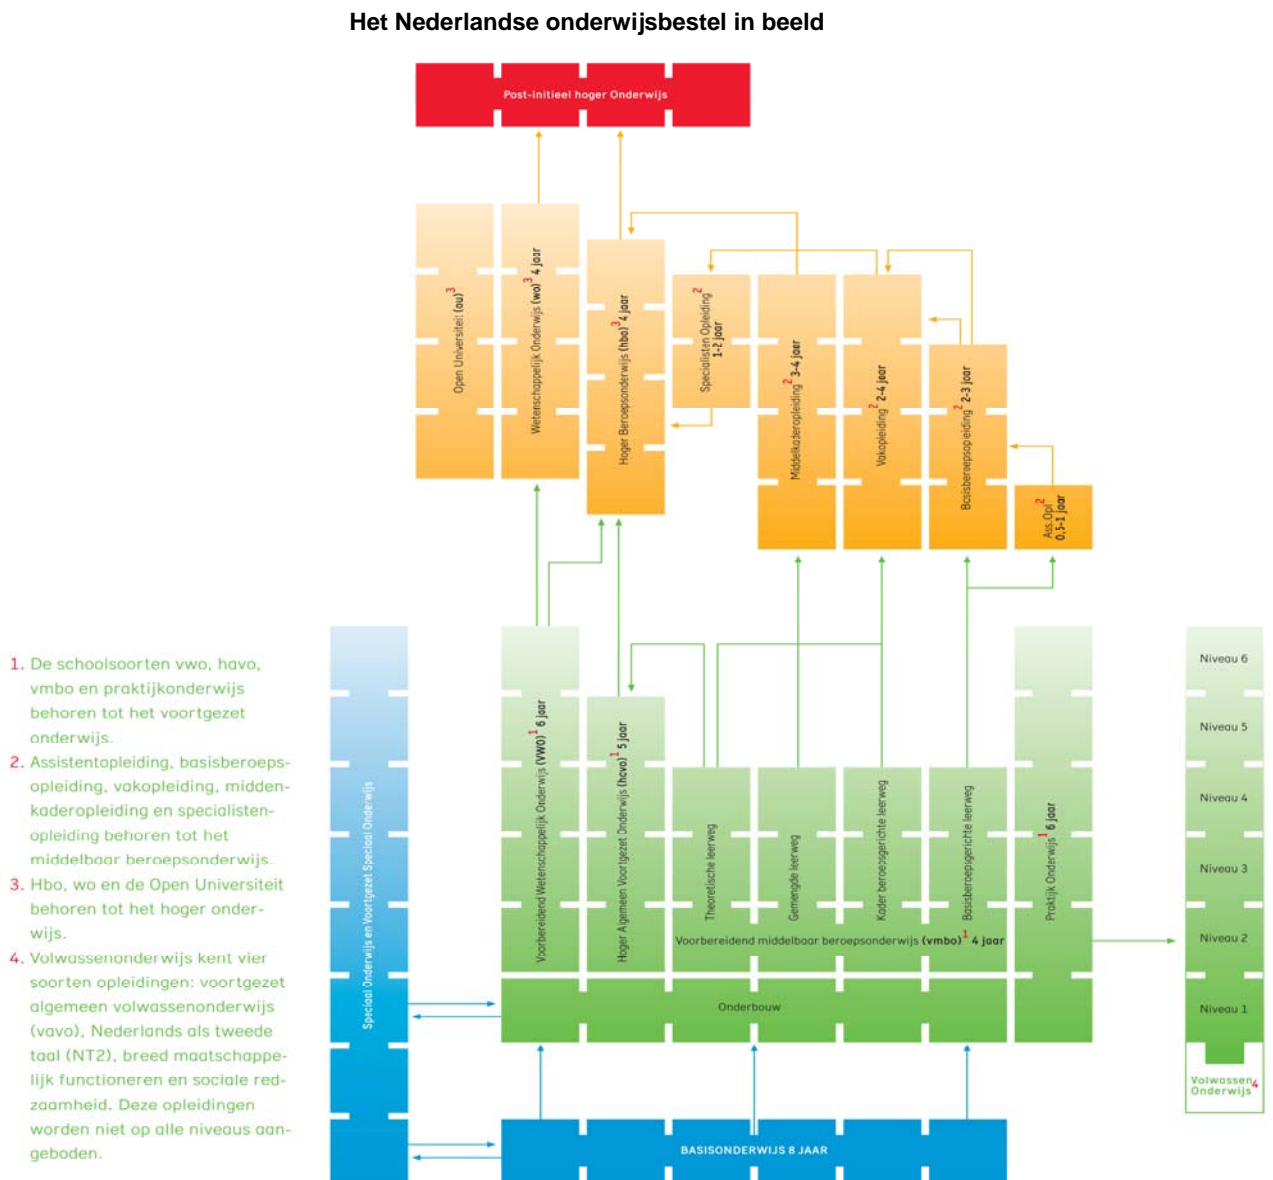 Het Nederlandse onderwijsbestel in beeld
Post-initieel hoger Onderwijs
Open Universiteit (ou)3
Wetenschappelijk Onderwijs (wo)3 4 jaar
Hoger Beroepsonderwijs (hbo)3 4 jaar
Specialisten Opleiding2
1-2 jaar
Middelkaderopleiding2 3-4 jaar
Vakopleiding2 2-4 jaar
Basisberoepsopleiding2 2-3 jaar
Ass.Opl2
0,5-1 jaar
1. De schoolsoorten vwo, havo,
vmbo en praktijkonderwijs
behoren tot het voortgezet
onderwijs.
2. Assistentopleiding, basisberoeps-
opleiding, vakopleiding, midden-
kaderopleiding en specialisten-
opleiding behoren tot het
middelbaar beroepsonderwijs.
3. Hbo, wo en de Open Universiteit
behoren tot het hoger onder-
wijs.
4. Volwassenonderwijs kent vier
soorten opleidingen: voortgezet
algemeen volwassenonderwijs
(vavo), Nederlands als tweede
taal (NT2), breed maatschappe-
lijk functioneren en sociale red-
zaamheid. Deze opleidingen
worden niet op alle niveaus aan-
geboden.
Speciaal Onderwijs en Voortgezet Speciaal Onderwijs
Voorbereidend Wetenschappelijk Onderwijs (VWO)1 6 jaar
Hoger Algemeen Voortgezet Onderwijs (havo)1 5 jaar
Theoretische leerweg
Gemengde leerweg
Kader beroepsgerichte leerweg
Basisberoepsgerichte leerweg
Voorbereidend middelbaar beroepsonderwijs (vmbo)1 4 jaar
Praktijk Onderwijs1 6 jaar
Onderbouw
BASISONDERWIJS 8 JAAR
Niveau 6
Niveau 5
Niveau 4
Niveau 3
Niveau 2
Niveau 1
Volwassen
Onderwijs4